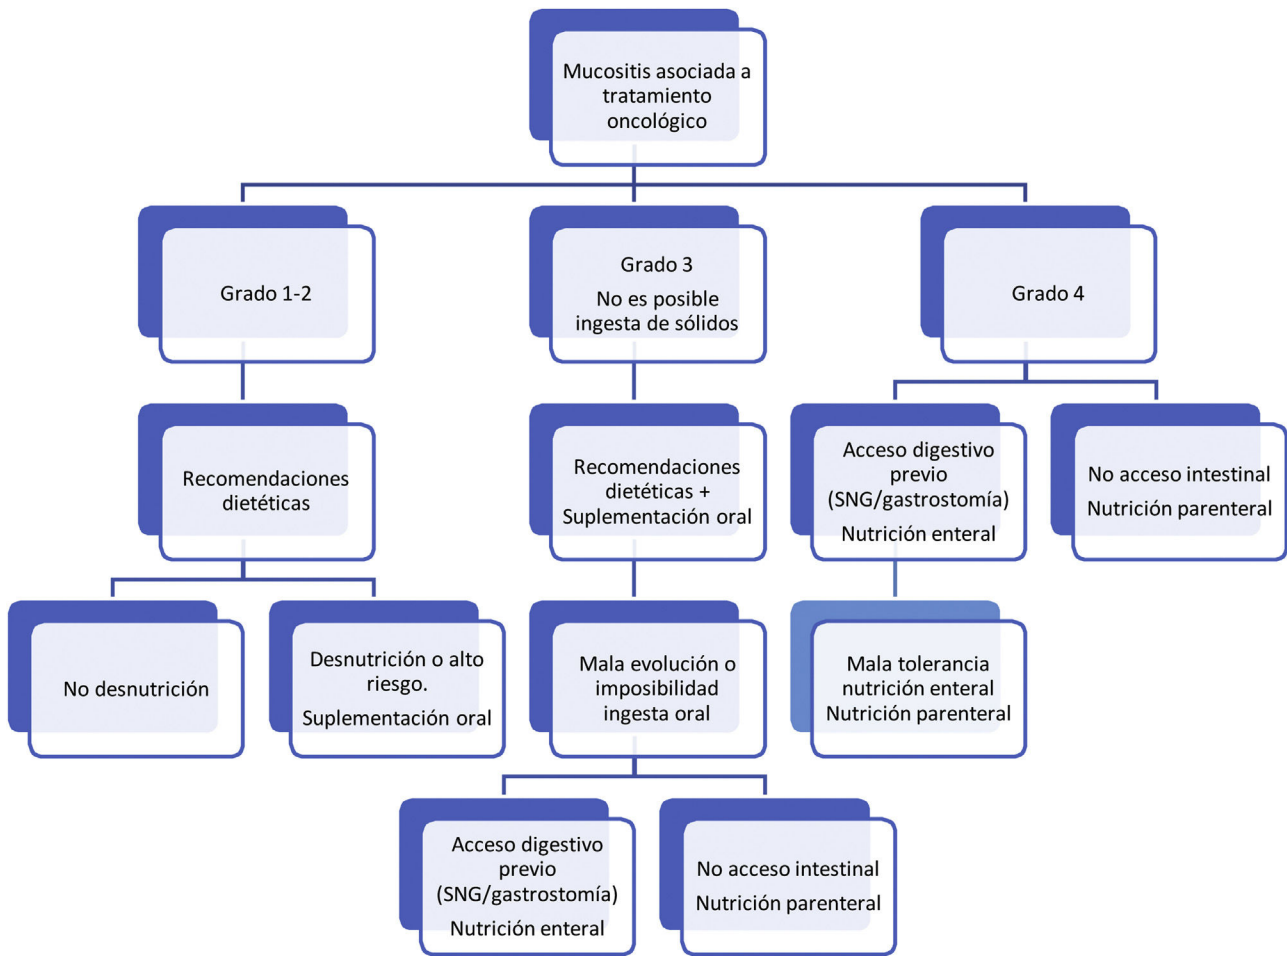 Mucositis asociada a
tratamiento
oncológico
Grado 1-2
Grado 3
No es posible
ingesta de sólidos
Grado 4
Recomendaciones
dietéticas
Recomendaciones
dietéticas +
Suplementación oral
Acceso digestivo
previo
(SNG/gastrostomía)
Nutrición enteral
No acceso intestinal
Nutrición parenteral
No desnutrición
Desnutrición o alto
riesgo.
Suplementación oral
Mala evolución o
imposibilidad
ingesta oral
Mala tolerancia
nutrición enteral
Nutrición parenteral
Acceso digestivo
previo
(SNG/gastrostomía)
Nutrición enteral
No acceso intestinal
Nutrición parenteral